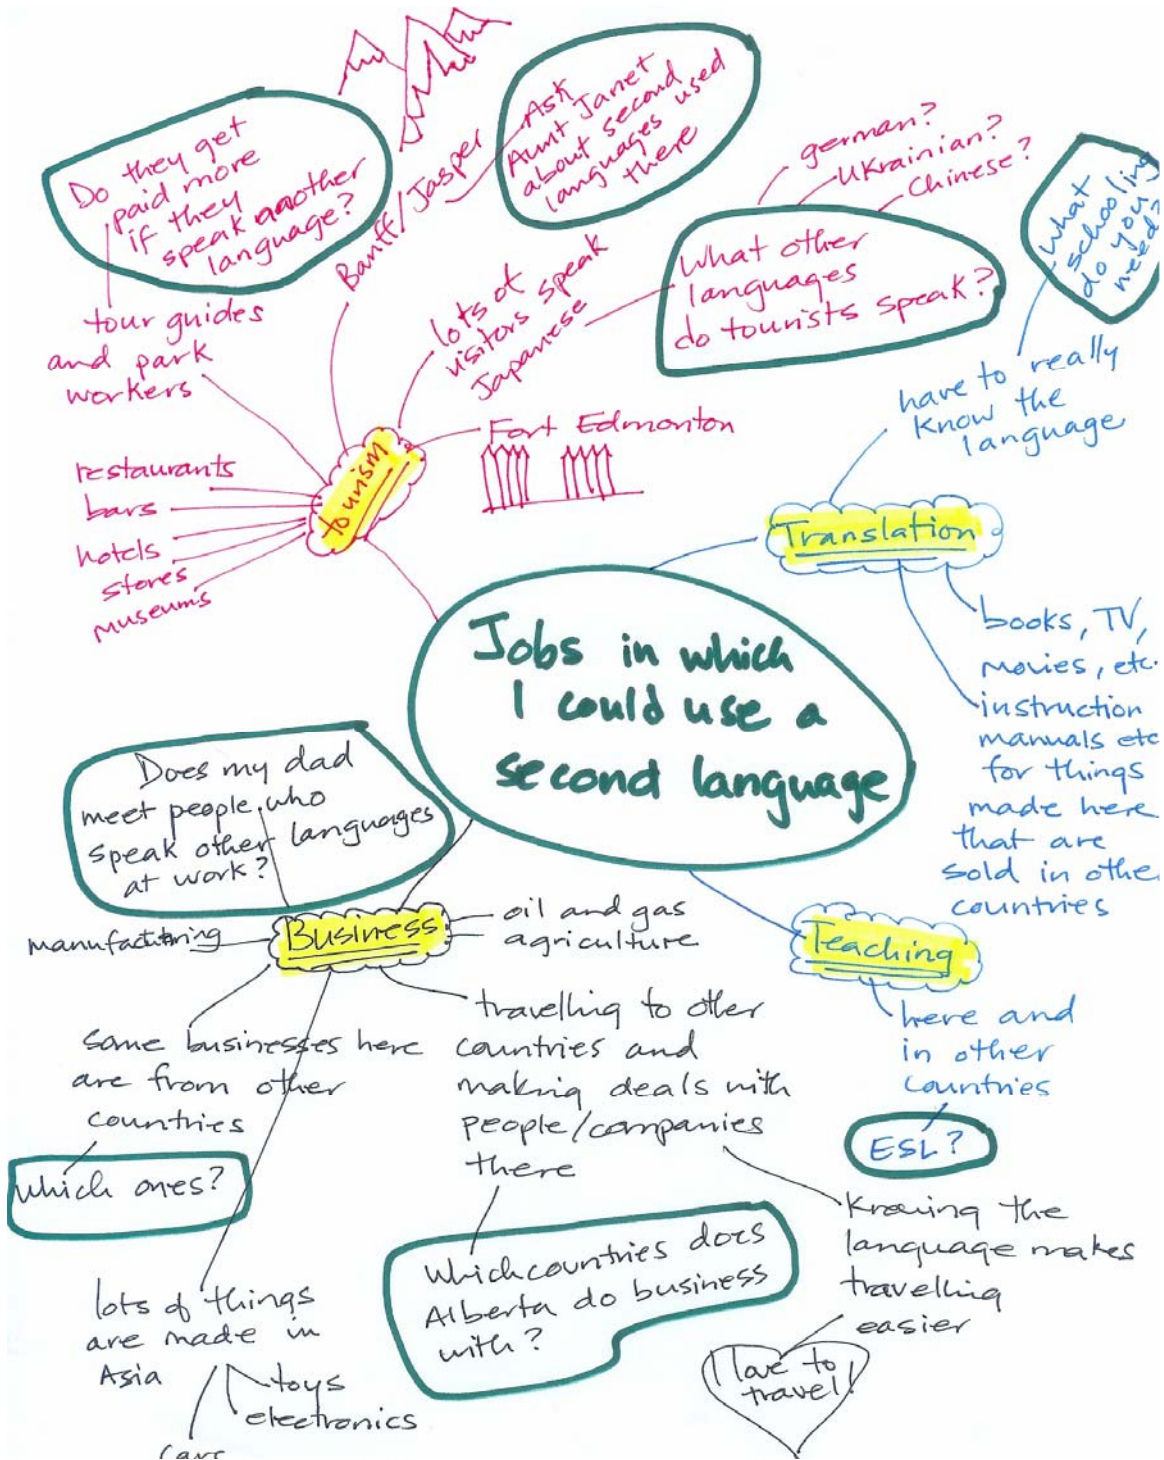 Do they get
paid more
if they
speak another
language?
tour guides
and park
workers
Banff/Jasper
Ask
Aunt Janet
about second
languages used
there
lots of
visitors speak
Japanese
What other
languages
do tourists speak?
german?
Ukrainian?
Chinese?
Fort Edmonton
restaurants
bars
hotels
stores
museums
tourism
What
schooling
do you
need?
have to really
know the
language
Translation
books, TV,
movies, etc.
instruction
manuals etc
for things
made here
that are
sold in other
countries
Jobs in which
I could use a
second language
Does my dad
meet people who
speak other languages
at work?
manufacturing
Business
oil and gas
agriculture
some businesses here
are from other
countries
which ones?
travelling to other
countries and
making deals with
people/companies
there
Which countries does
Alberta do business
with?
Knowing the
language makes
travelling
easier
I love to
travel!
lots of things
are made in
Asia
toys
electronics
cars
Teaching
here and
in other
countries
ESL?